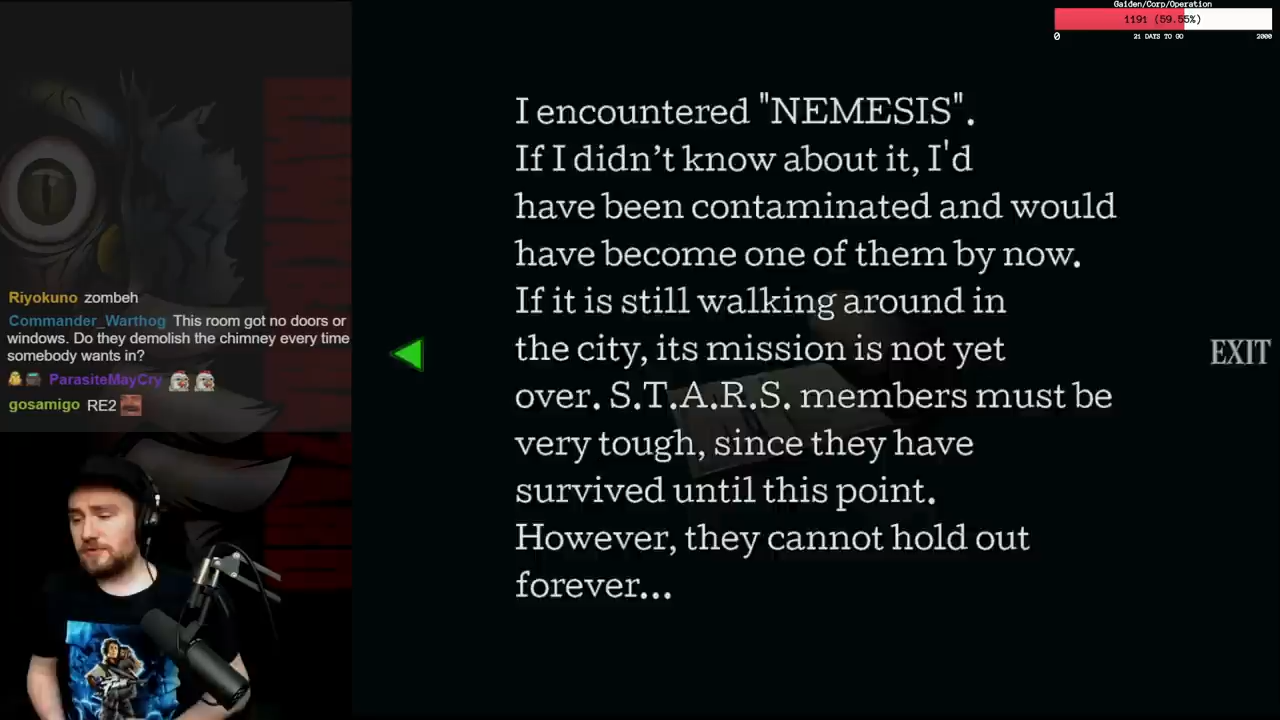 Gaiden/Corp/Operation
1191 (59.55%)
0
21 DAYS TO GO
2000
I encountered "NEMESIS".
If I didn’t know about it, I'd
have been contaminated and would
have become one of them by now.
If it is still walking around in
the city, its mission is not yet
over. S.T.A.R.S. members must be
very tough, since they have
survived until this point.
However, they cannot hold out
forever...
EXIT
Riyokuno zombeh
Commander_Warthog This room got no doors or
windows. Do they demolish the chimney every time
somebody wants in?
ParasiteMayCry
gosamigo RE2